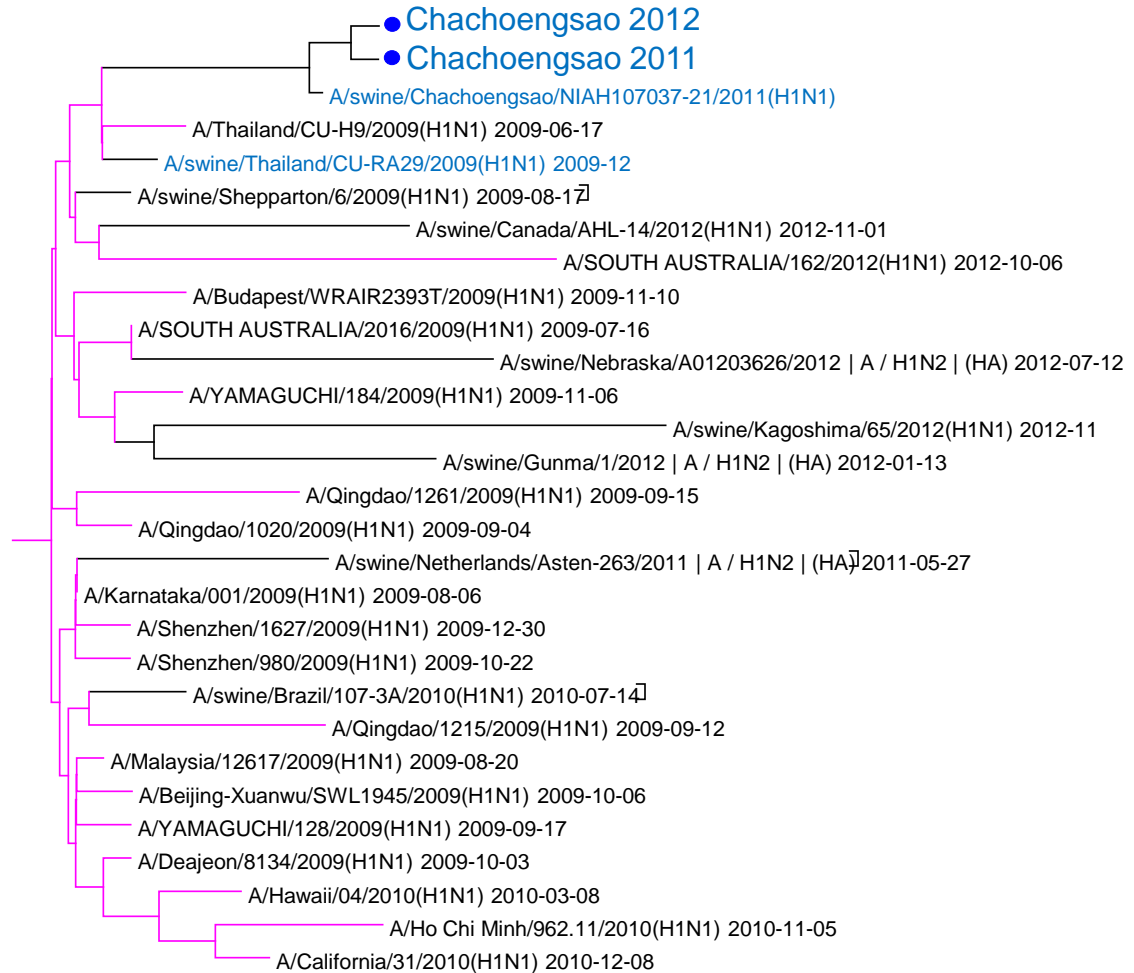 Chachoengsao 2012
Chachoengsao 2011
A/swine/Chachoengsao/NIAH107037-21/2011(H1N1)
A/Thailand/CU-H9/2009(H1N1) 2009-06-17
A/swine/Thailand/CU-RA29/2009(H1N1) 2009-12
A/swine/Shepparton/6/2009(H1N1) 2009-08-17
A/swine/Canada/AHL-14/2012(H1N1) 2012-11-01
A/SOUTH AUSTRALIA/162/2012(H1N1) 2012-10-06
A/Budapest/WRAIR2393T/2009(H1N1) 2009-11-10
A/SOUTH AUSTRALIA/2016/2009(H1N1) 2009-07-16
A/swine/Nebraska/A01203626/2012 | A / H1N2 | (HA) 2012-07-12
A/YAMAGUCHI/184/2009(H1N1) 2009-11-06
A/swine/Kagoshima/65/2012(H1N1) 2012-11
A/swine/Gunma/1/2012 | A / H1N2 | (HA) 2012-01-13
A/Qingdao/1261/2009(H1N1) 2009-09-15
A/Qingdao/1020/2009(H1N1) 2009-09-04
A/swine/Netherlands/Asten-263/2011 | A / H1N2 | (HA) 2011-05-27
A/Karnataka/001/2009(H1N1) 2009-08-06
A/Shenzhen/1627/2009(H1N1) 2009-12-30
A/Shenzhen/980/2009(H1N1) 2009-10-22
A/swine/Brazil/107-3A/2010(H1N1) 2010-07-14
A/Qingdao/1215/2009(H1N1) 2009-09-12
A/Malaysia/12617/2009(H1N1) 2009-08-20
A/Beijing-Xuanwu/SWL1945/2009(H1N1) 2009-10-06
A/YAMAGUCHI/128/2009(H1N1) 2009-09-17
A/Deajeon/8134/2009(H1N1) 2009-10-03
A/Hawaii/04/2010(H1N1) 2010-03-08
A/Ho Chi Minh/962.11/2010(H1N1) 2010-11-05
A/California/31/2010(H1N1) 2010-12-08